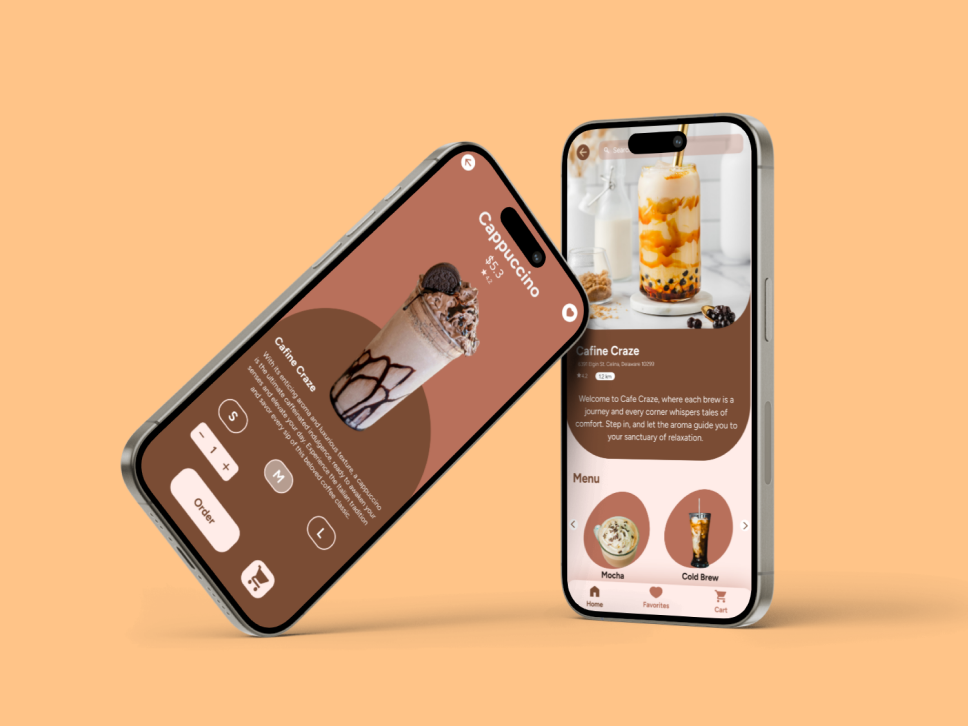 Cappuccino
$5.3
4.2
Cafine Craze
With its enticing aroma and luxurious texture, a cappuccino
is the ultimate caffeinated indulgence, ready to awaken your
senses and elevate your day. Experience the Italian tradition
and savor every sip of this beloved coffee classic.
S
M
L
− 1 +
Order
Cafine Craze
4.2
1.2 km
Welcome to Cafe Craze, where each brew is a
journey and every corner whispers tales of
comfort. Step in, and let the aroma guide you to
your sanctuary of relaxation.
Menu
Mocha
Cold Brew
Home
Favorites
Cart